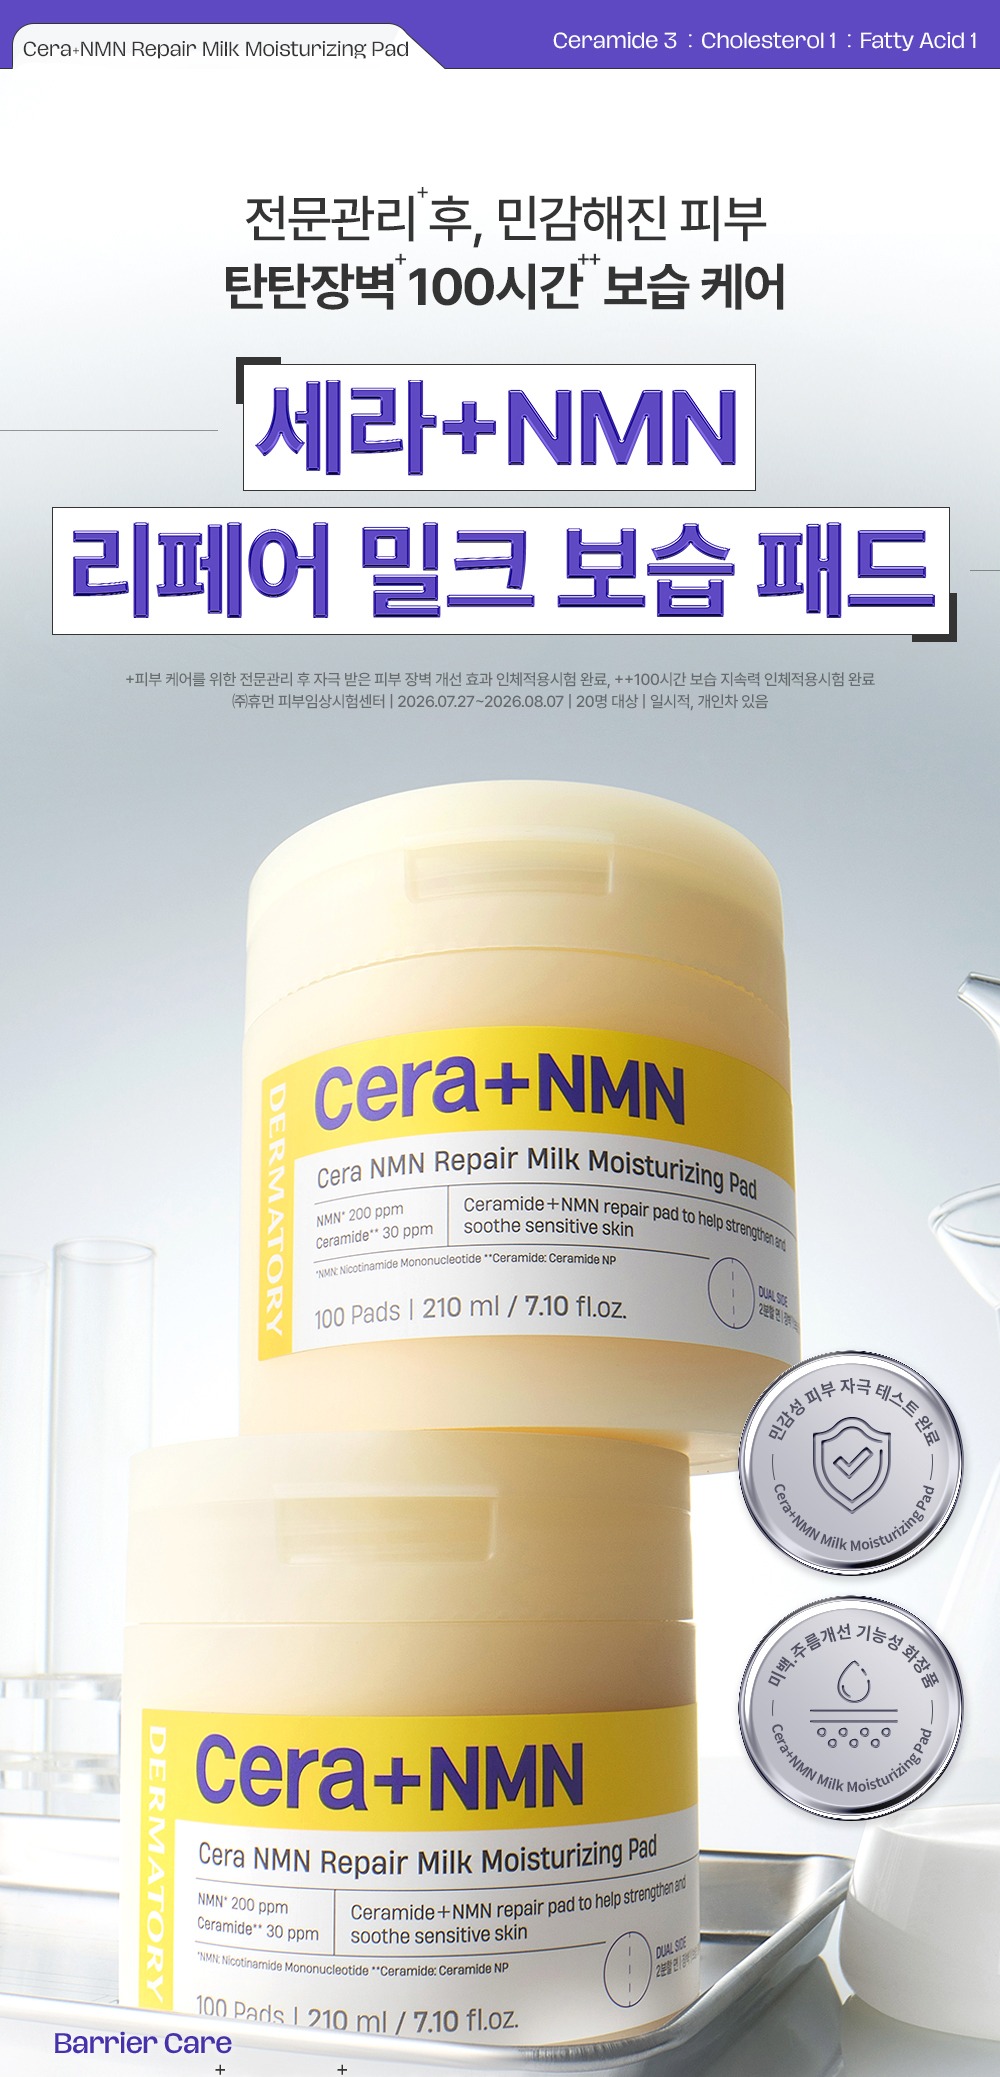 Cera+NMN Repair Milk Moisturizing Pad
Ceramide 3 : Cholesterol 1 : Fatty Acid 1
전문관리+ 후, 민감해진 피부
탄탄장벽+ 100시간++ 보습 케어
세라+NMN
리페어 밀크 보습 패드
+피부 케어를 위한 전문관리 후 자극 받은 피부 장벽 개선 효과 인체적용시험 완료, ++100시간 보습 지속력 인체적용시험 완료
㈜휴먼 피부임상시험센터 | 2026.07.27~2026.08.07 | 20명 대상 | 일시적, 개인차 있음
DERMATORY
Cera+NMN
Cera NMN Repair Milk Moisturizing Pad
NMN* 200 ppm
Ceramide** 30 ppm
Ceramide+NMN repair pad to help strengthen and
soothe sensitive skin
*NMN: Nicotinamide Mononucleotide **Ceramide: Ceramide NP
100 Pads | 210 ml / 7.10 fl.oz.
DUAL SIDE
2분할 면 |
민감성 피부 자극 테스트 완료
Cera+NMN Milk Moisturizing Pad
미백.주름개선 기능성 화장품
Cera+NMN Milk Moisturizing Pad
DERMATORY
Cera+NMN
Cera NMN Repair Milk Moisturizing Pad
NMN* 200 ppm
Ceramide** 30 ppm
Ceramide+NMN repair pad to help strengthen and
soothe sensitive skin
*NMN: Nicotinamide Mononucleotide **Ceramide: Ceramide NP
DUAL SIDE
2분할 면 |
100 Pads | 210 ml / 7.10 fl.oz.
Barrier Care
+ +